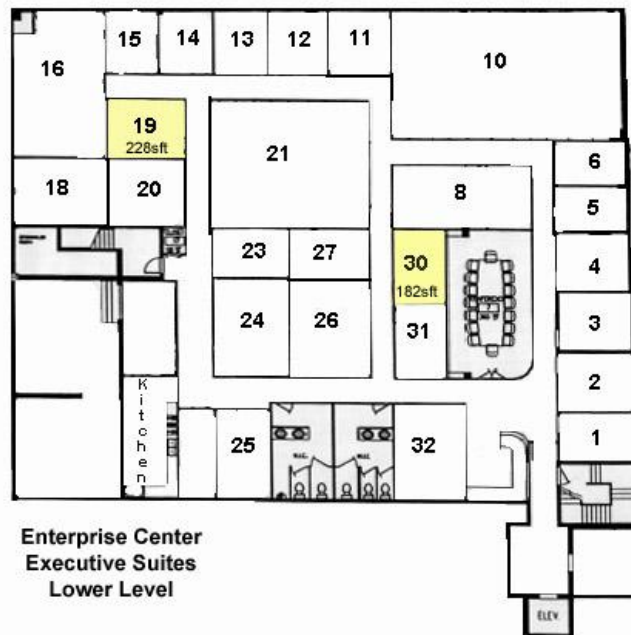 15 14 13 12 11
16 10
19
228sft
21
6
18 20 8 5
23 27 30
182sft
4
24 26 31 3
2
Kitchen
25 32 1
W.C. W.C.
Enterprise Center
Executive Suites
Lower Level
ELEV.